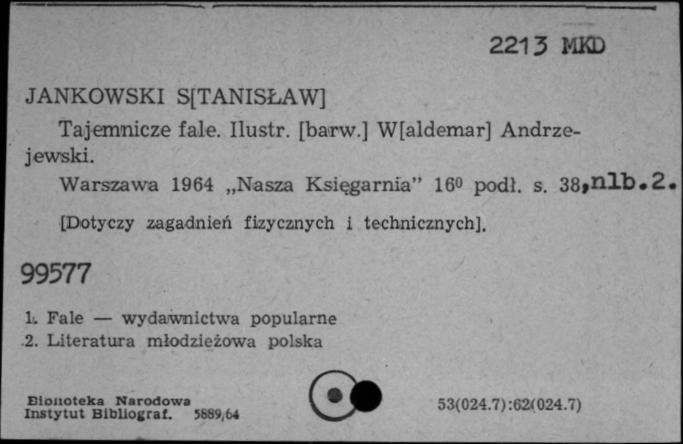 2213 MKD
JANKOWSKI S[TANISŁAW]
Tajemnicze fale. Ilustr. [barw.] W[aldemar] Andrze-
jewski.
Warszawa 1964 „Nasza Księgarnia” 16⁰ podł. s. 38,nlb.2.
[Dotyczy zagadnień fizycznych i technicznych].
99577
1. Fale — wydawnictwa popularne
2. Literatura młodzieżowa polska
Biblioteka Narodowa
Instytut Bibliograf. 5889/64
53(024.7):62(024.7)